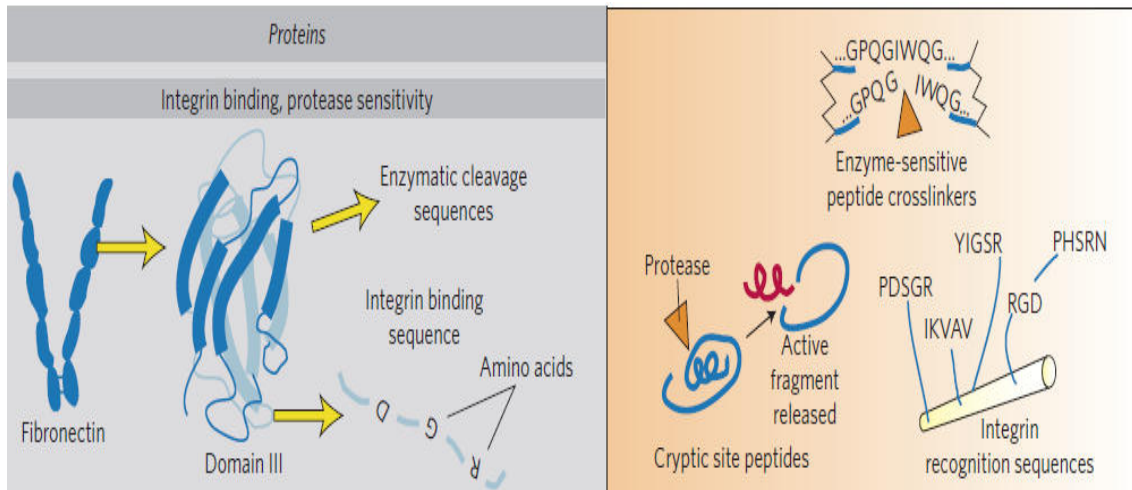 Proteins
Integrin binding, protease sensitivity
Enzymatic cleavage
sequences
Integrin binding
sequence
Amino acids
D
G
R
Fibronectin
Domain III
...GPQGIWQG...
...GPQG
IWQG...
Enzyme-sensitive
peptide crosslinkers
Protease
Active
fragment
released
Cryptic site peptides
YIGSR
PHSRN
PDSGR
RGD
IKVAV
Integrin
recognition sequences